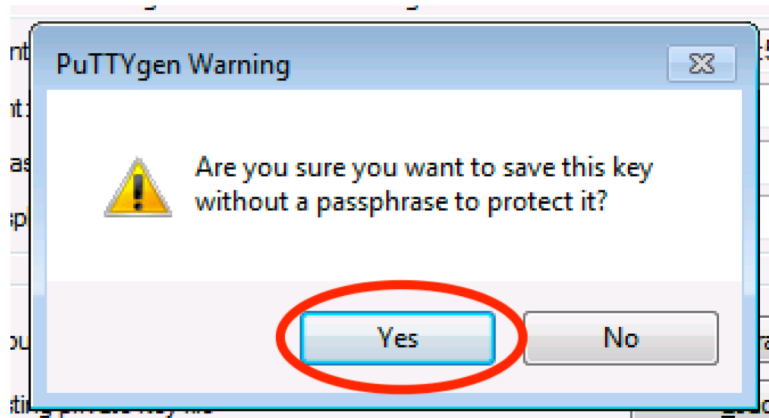 PuTTYgen Warning
Are you sure you want to save this key
without a passphrase to protect it?
Yes
No